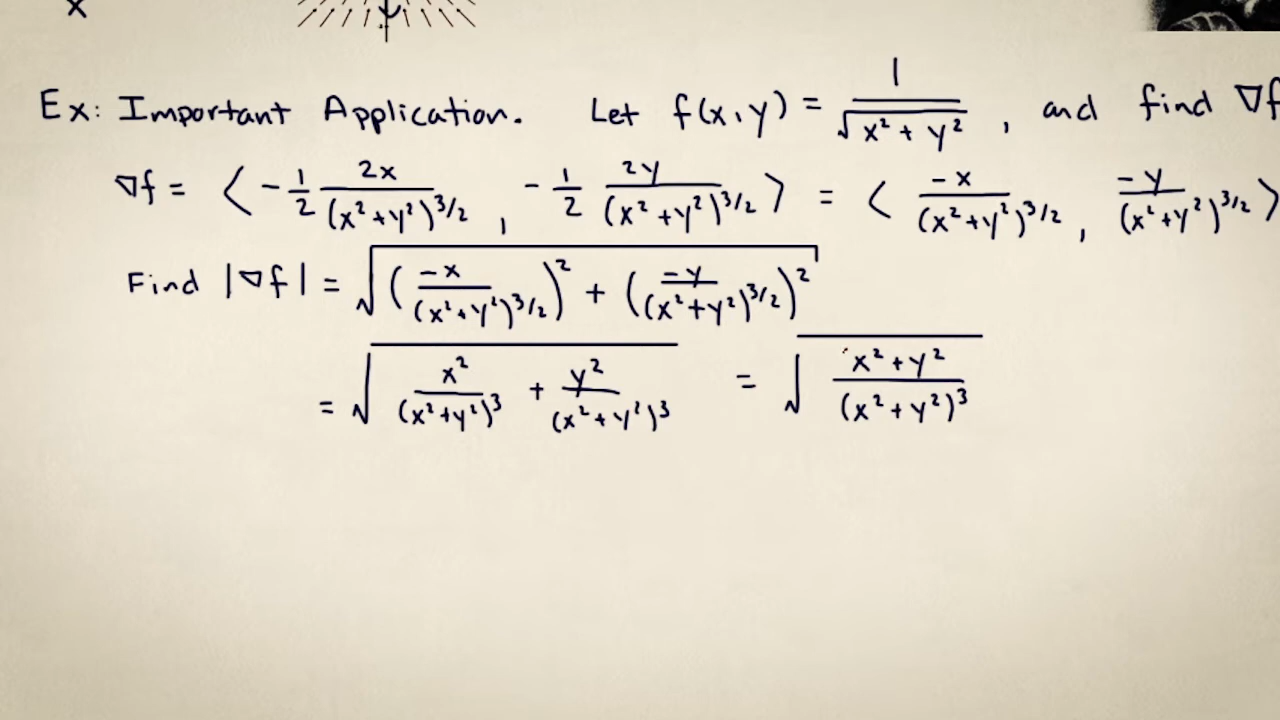 x
Ex: Important Application. Let f(x,y) = 1/√(x² + y²), and find ∇f
∇f = ⟨ -1/2 2x/(x²+y²)^3/2, -1/2 2y/(x²+y²)^3/2 ⟩ = ⟨ -x/(x²+y²)^3/2, -y/(x²+y²)^3/2 ⟩
Find |∇f| = √((-x/(x²+y²)^3/2)² + (-y/(x²+y²)^3/2)²)
= √(x²/(x²+y²)³ + y²/(x²+y²)³) = √((x²+y²)/(x²+y²)³)